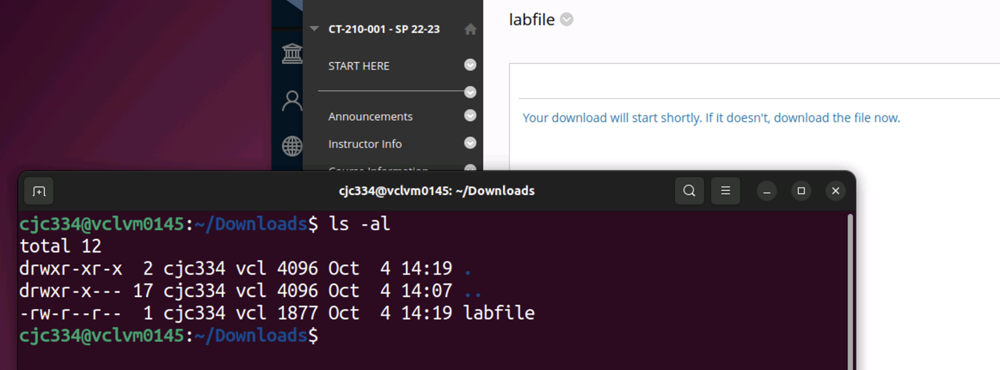 labfile
CT-210-001 - SP 22-23
START HERE
Announcements
Instructor Info
Course Information
Your download will start shortly. If it doesn't, download the file now.
cjc334@vclvm0145: ~/Downloads
cjc334@vclvm0145:~/Downloads$ ls -al
total 12
drwxr-xr-x  2 cjc334 vcl 4096 Oct  4 14:19 .
drwxr-x--- 17 cjc334 vcl 4096 Oct  4 14:07 ..
-rw-r--r--  1 cjc334 vcl 1877 Oct  4 14:19 labfile
cjc334@vclvm0145:~/Downloads$